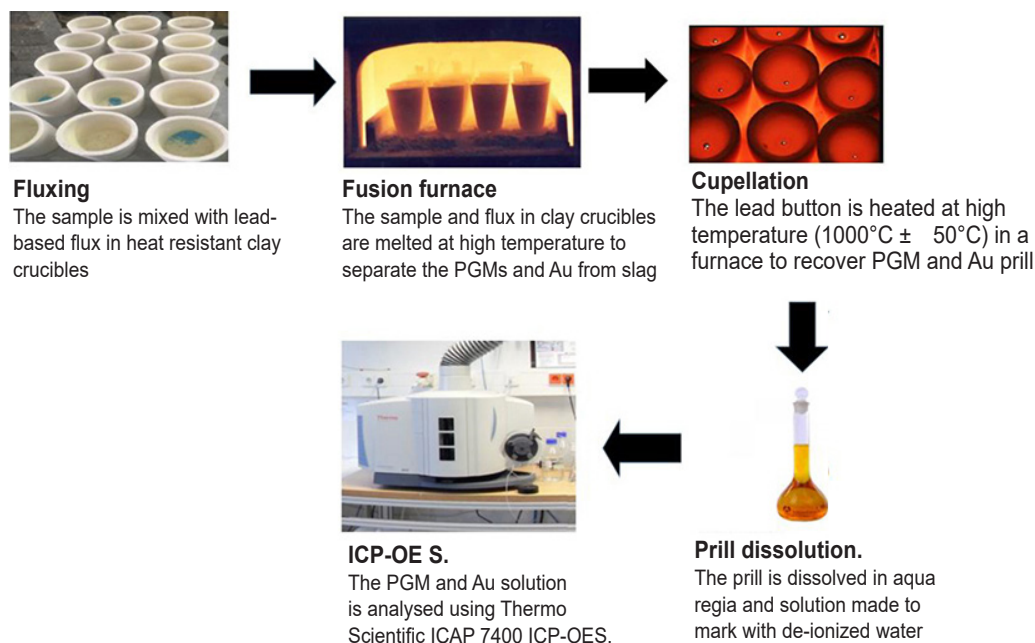 Fluxing
The sample is mixed with lead-
based flux in heat resistant clay
crucibles
Fusion furnace
The sample and flux in clay crucibles
are melted at high temperature to
separate the PGMs and Au from slag
Cupellation
The lead button is heated at high
temperature (1000°C ± 50°C) in a
furnace to recover PGM and Au prill
ICP-OE S.
The PGM and Au solution
is analysed using Thermo
Scientific ICAP 7400 ICP-OES.
Prill dissolution.
The prill is dissolved in aqua
regia and solution made to
mark with de-ionized water